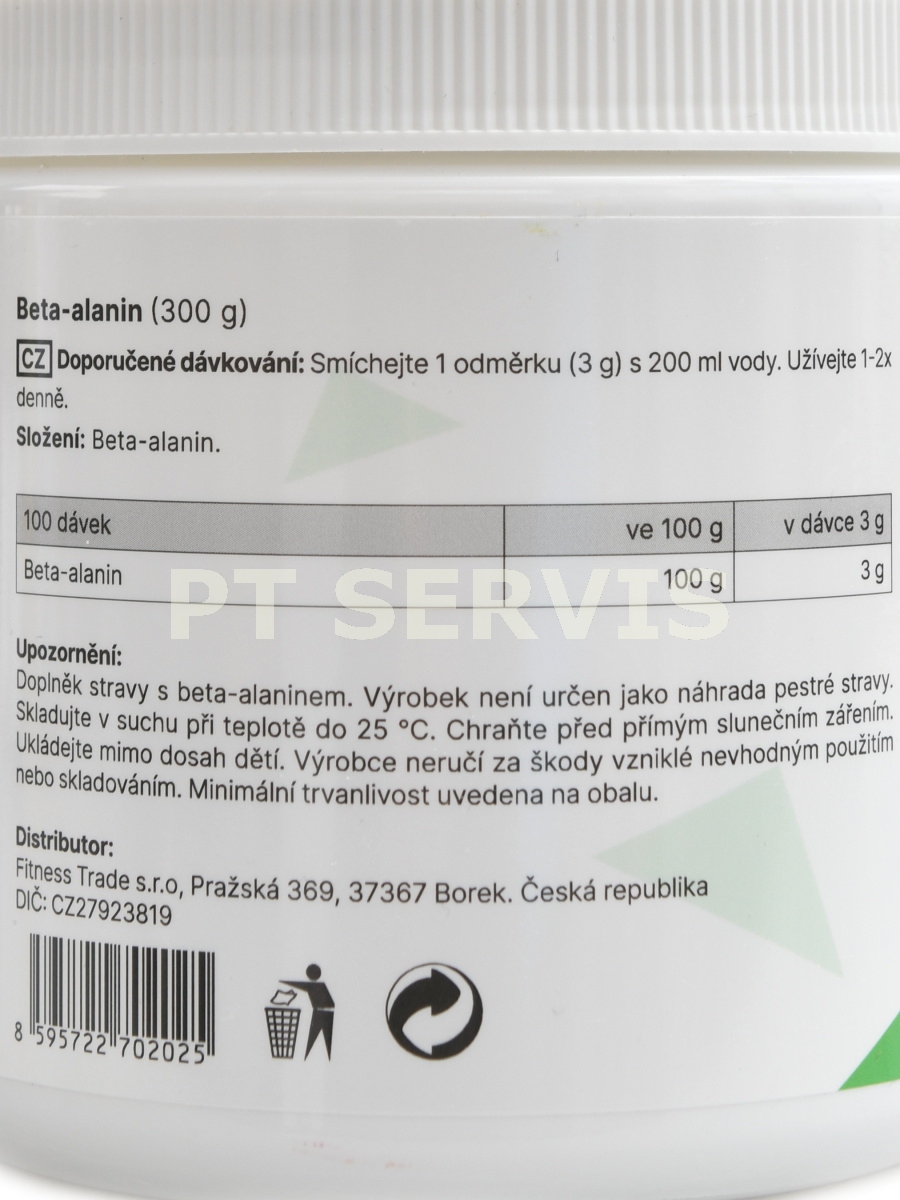 Beta-alanin (300 g)
CZ Doporučené dávkování: Smíchejte 1 odměrku (3 g) s 200 ml vody. Užívejte 1-2x
denně.
Složení: Beta-alanin.
100 dávek ve 100 g v dávce 3 g
Beta-alanin 100 g 3 g
PT SERVIS
Upozornění:
Doplněk stravy s beta-alaninem. Výrobek není určen jako náhrada pestré stravy.
Skladujte v suchu při teplotě do 25 °C. Chraňte před přímým slunečním zářením.
Ukládejte mimo dosah dětí. Výrobce neručí za škody vzniklé nevhodným použitím
nebo skladováním. Minimální trvanlivost uvedena na obalu.
Distributor:
Fitness Trade s.r.o, Pražská 369, 37367 Borek. Česká republika
DIČ: CZ27923819
8 595722 702025